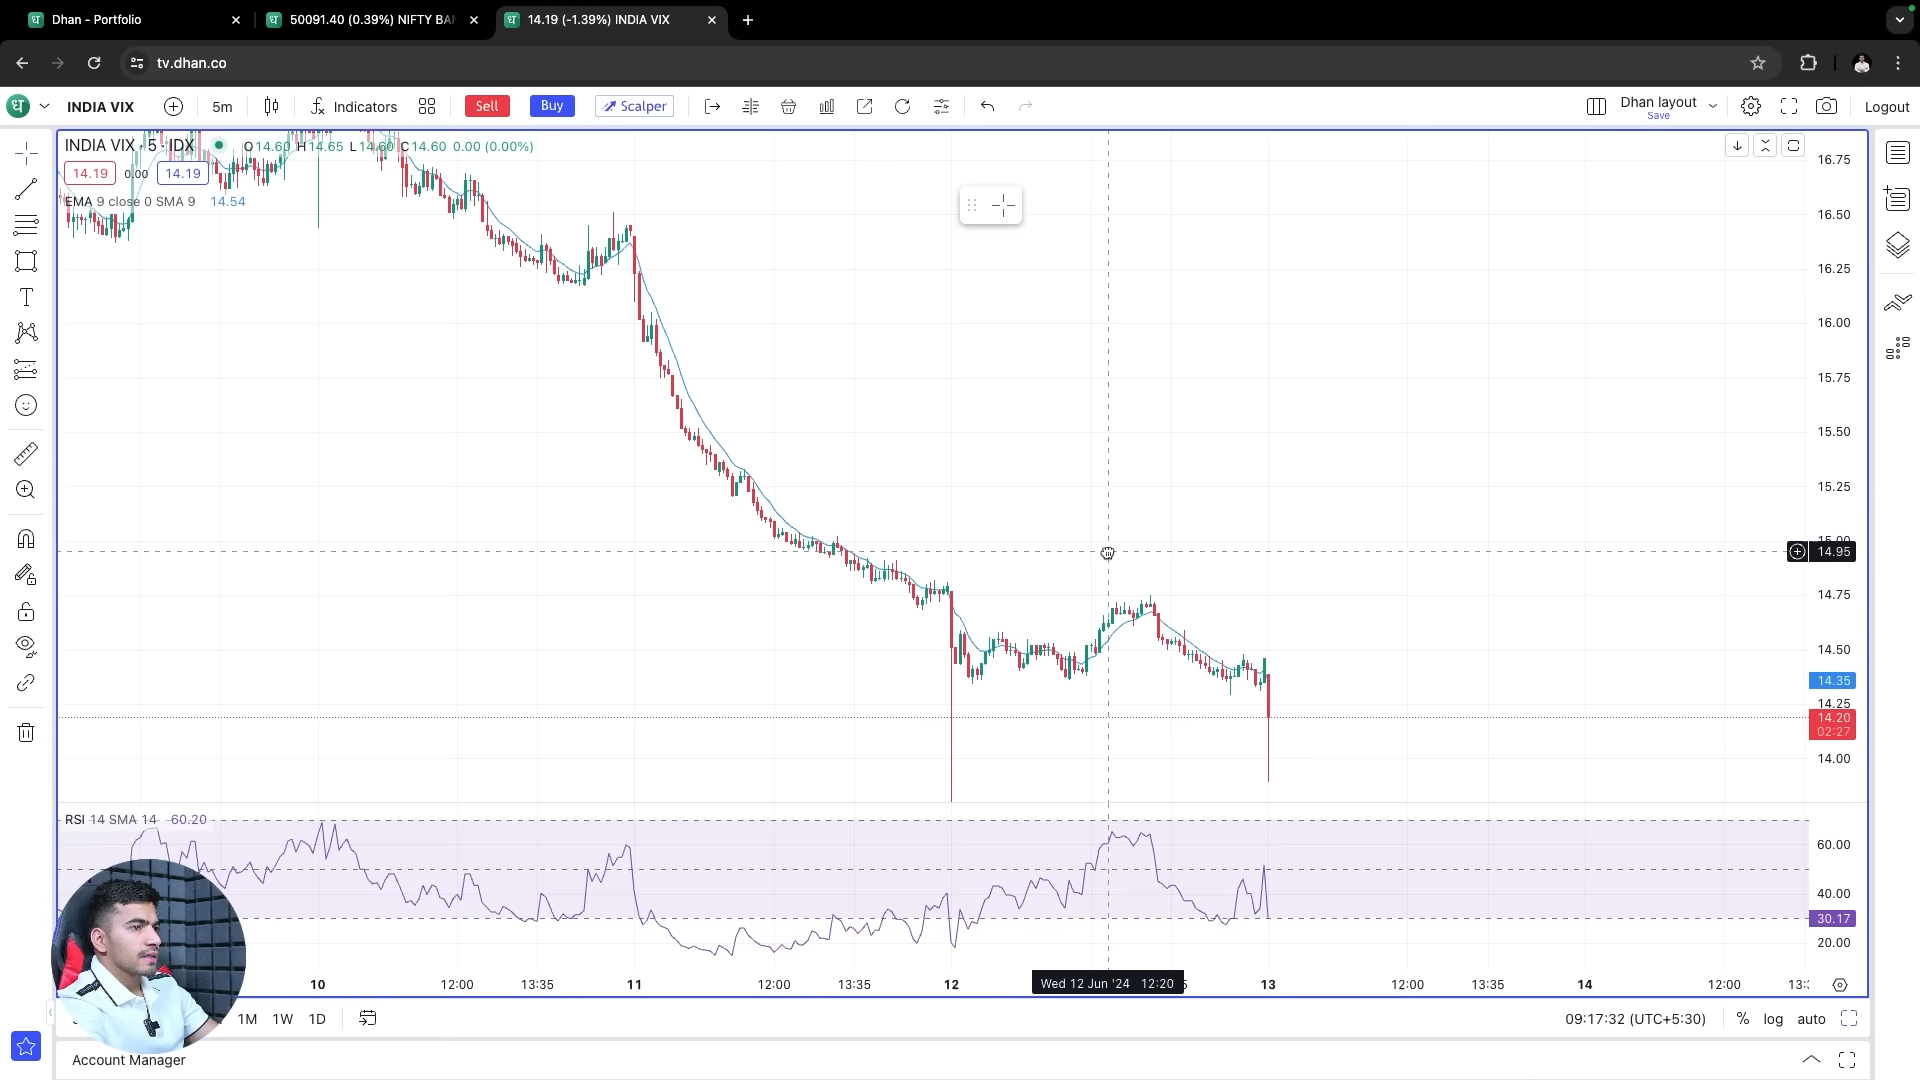 ध Dhan - Portfolio
ध 50091.40 (0.39%) NIFTY BAN
ध 14.19 (-1.39%) INDIA VIX
tv.dhan.co
ध INDIA VIX 5m Indicators Sell Buy Scalper Dhan layout Save Logout
INDIA VIX · 5 · IDX O14.60 H14.65 L14.60 C14.60 0.00 (0.00%)
14.19 0.00 14.19
EMA 9 close 0 SMA 9 14.54
16.75
16.50
16.25
16.00
15.75
15.50
15.25
15.00
14.95
14.75
14.50
14.35
14.25
14.20
02:27
14.00
RSI 14 SMA 14 60.20
60.00
40.00
30.17
20.00
10 12:00 13:35 11 12:00 13:35 12 Wed 12 Jun '24 12:20 13 12:00 13:35 14 12:00
1M 1W 1D 09:17:32 (UTC+5:30) % log auto
Account Manager